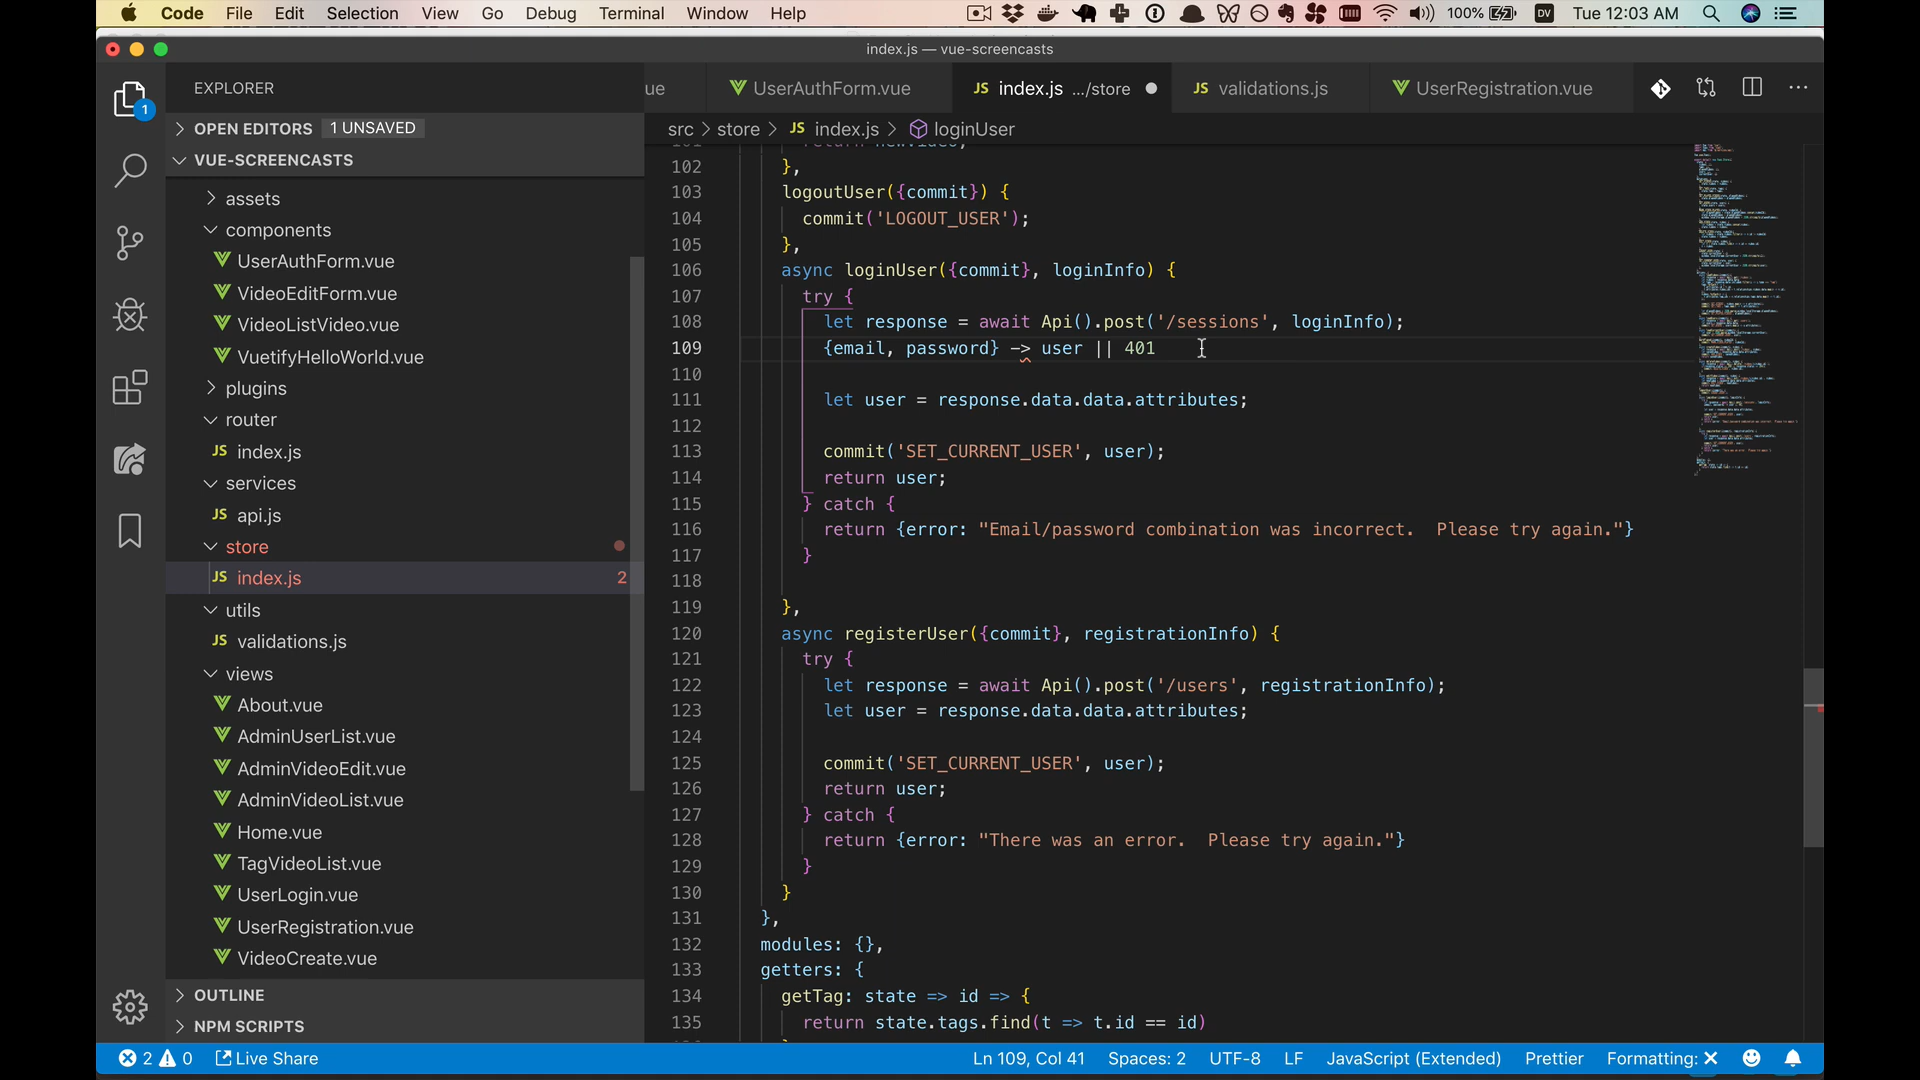 Code File Edit Selection View Go Debug Terminal Window Help 100% DV Tue 12:03 AM
index.js — vue-screencasts
EXPLORER
ue UserAuthForm.vue JS index.js .../store JS validations.js UserRegistration.vue
1
OPEN EDITORS 1 UNSAVED
src > store > JS index.js > loginUser
VUE-SCREENCASTS
assets
components
UserAuthForm.vue
VideoEditForm.vue
VideoListVideo.vue
VuetifyHelloWorld.vue
plugins
router
JS index.js
services
JS api.js
store
JS index.js 2
utils
JS validations.js
views
About.vue
AdminUserList.vue
AdminVideoEdit.vue
AdminVideoList.vue
Home.vue
TagVideoList.vue
UserLogin.vue
UserRegistration.vue
VideoCreate.vue
OUTLINE
NPM SCRIPTS
101 return newVideo;
102 },
103 logoutUser({commit}) {
104 commit('LOGOUT_USER');
105 },
106 async loginUser({commit}, loginInfo) {
107 try {
108 let response = await Api().post('/sessions', loginInfo);
109 {email, password} -> user || 401
110
111 let user = response.data.data.attributes;
112
113 commit('SET_CURRENT_USER', user);
114 return user;
115 } catch {
116 return {error: "Email/password combination was incorrect.  Please try again."}
117 }
118
119 },
120 async registerUser({commit}, registrationInfo) {
121 try {
122 let response = await Api().post('/users', registrationInfo);
123 let user = response.data.data.attributes;
124
125 commit('SET_CURRENT_USER', user);
126 return user;
127 } catch {
128 return {error: "There was an error.  Please try again."}
129 }
130 }
131 },
132 modules: {},
133 getters: {
134 getTag: state => id => {
135 return state.tags.find(t => t.id == id)
2 0 Live Share Ln 109, Col 41 Spaces: 2 UTF-8 LF JavaScript (Extended) Prettier Formatting: ✕